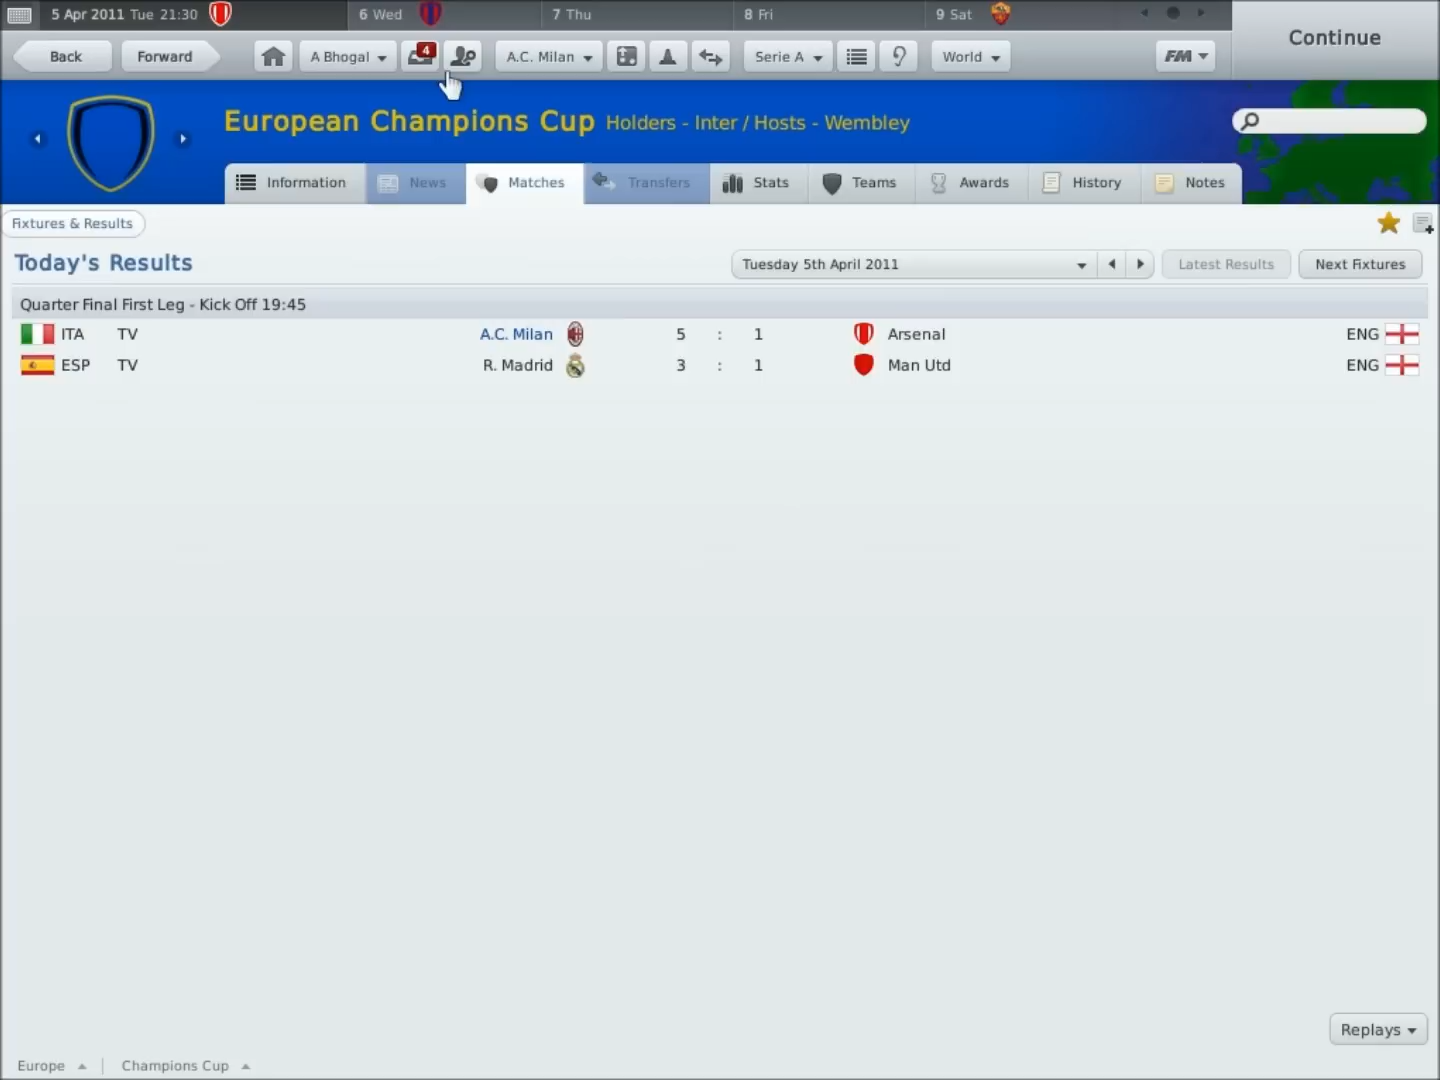 5 Apr 2011 Tue 21:30 6 Wed 7 Thu 8 Fri 9 Sat
Continue
Back Forward A Bhogal 4 A.C. Milan Serie A World FM
European Champions Cup Holders - Inter / Hosts - Wembley
Information News Matches Transfers Stats Teams Awards History Notes
Fixtures & Results
Today's Results Tuesday 5th April 2011 Latest Results Next Fixtures
Quarter Final First Leg - Kick Off 19:45
ITA TV A.C. Milan 5 : 1 Arsenal ENG
ESP TV R. Madrid 3 : 1 Man Utd ENG
Replays
Europe Champions Cup